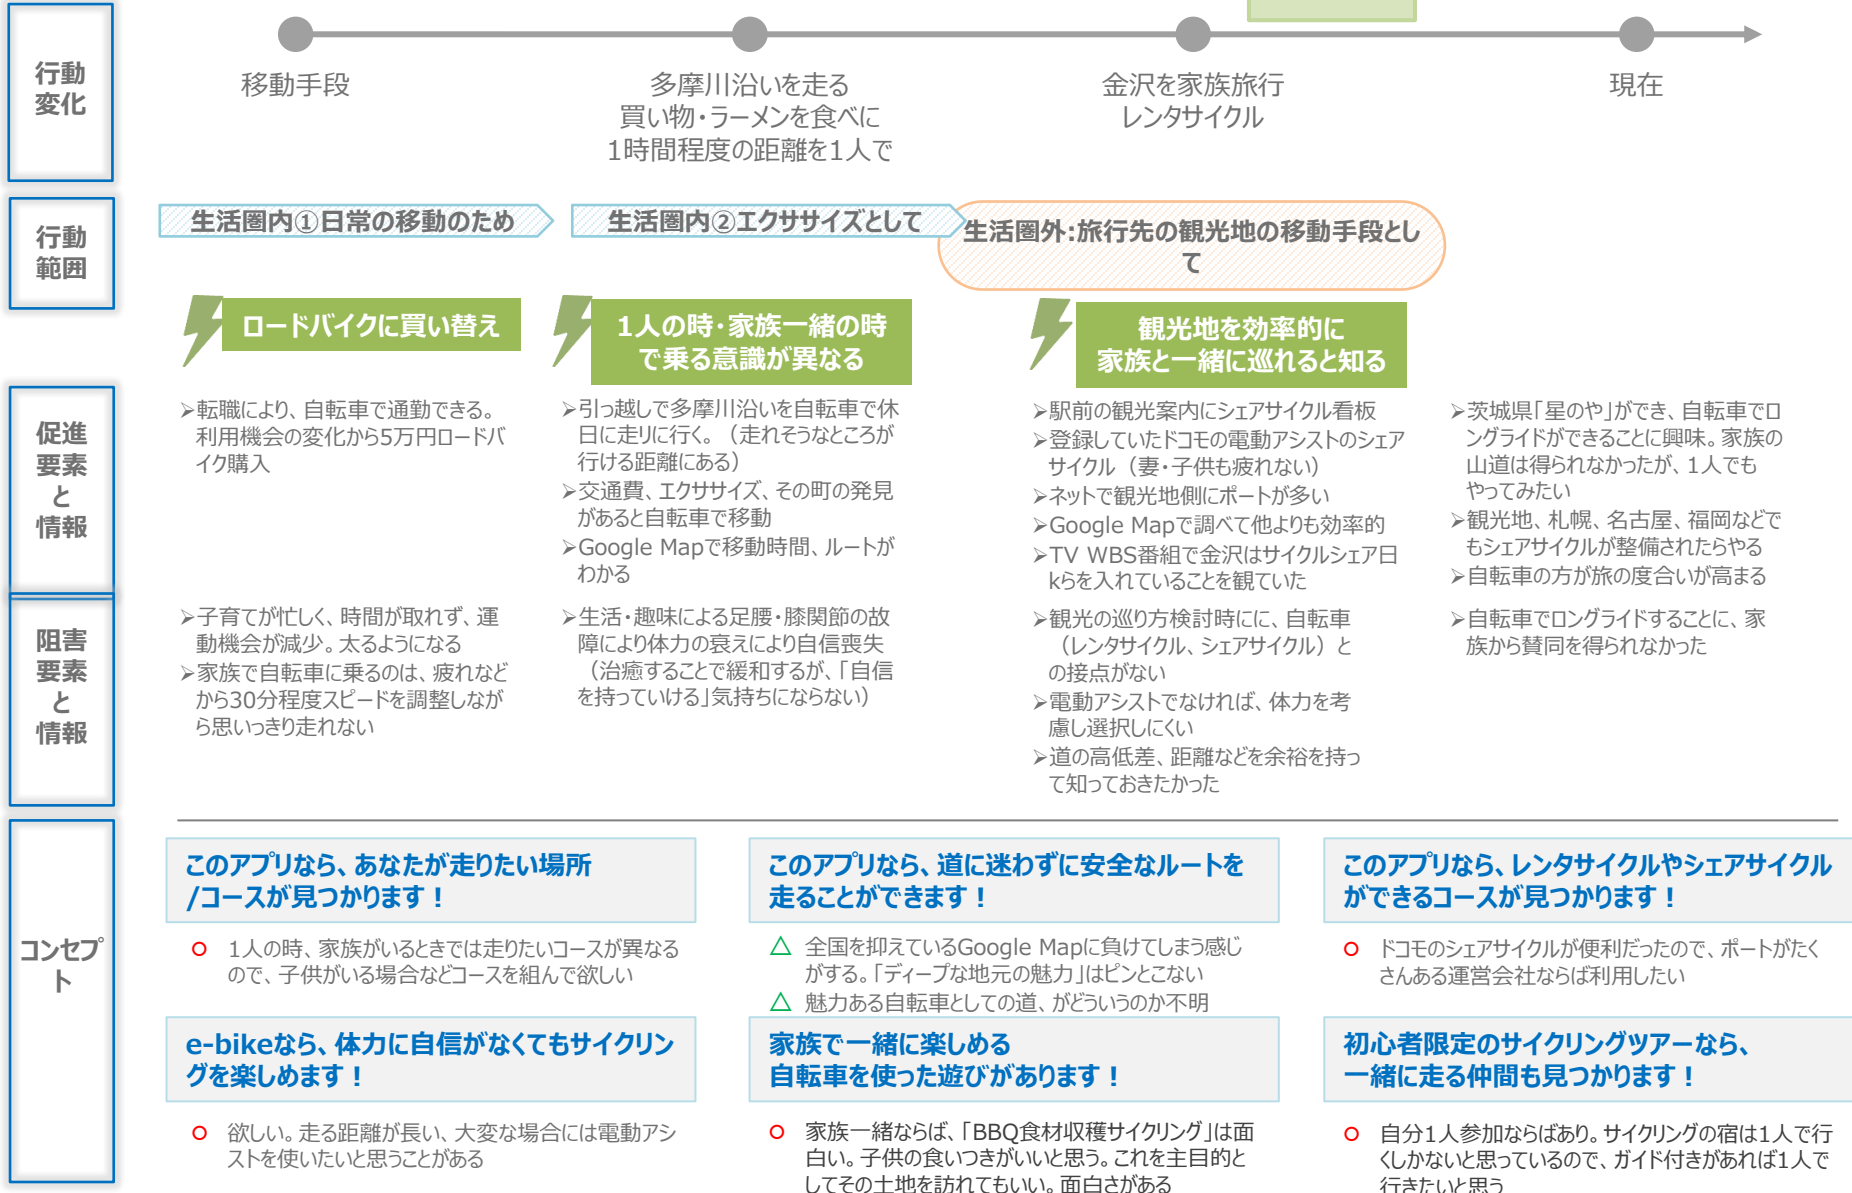 行動
変化
移動手段
多摩川沿いを走る
買い物・ラーメンを食べに
1時間程度の距離を1人で
金沢を家族旅行
レンタサイクル
現在
行動
範囲
生活圏内①日常の移動のため
生活圏内②エクササイズとして
生活圏外:旅行先の観光地の移動手段とし
て
ロードバイクに買い替え
1人の時・家族一緒の時
で乗る意識が異なる
観光地を効率的に
家族と一緒に巡れると知る
促進
要素
と
情報
➢転職により、自転車で通勤できる。
利用機会の変化から5万円ロードバ
イク購入
➢引っ越しで多摩川沿いを自転車で休
日に走りに行く。（走れそうなところが
行ける距離にある）
➢交通費、エクササイズ、その町の発見
があると自転車で移動
➢Google Mapで移動時間、ルートが
わかる
➢駅前の観光案内にシェアサイクル看板
➢登録していたドコモの電動アシストのシェア
サイクル（妻・子供も疲れない）
➢ネットで観光地側にポートが多い
➢Google Mapで調べて他よりも効率的
➢TV WBS番組で金沢はサイクルシェア日
kらを入れていることを観ていた
➢茨城県「星のや」ができ、自転車でロ
ングライドができることに興味。家族の
山道は得られなかったが、1人でも
やってみたい
➢観光地、札幌、名古屋、福岡などで
もシェアサイクルが整備されたらやる
➢自転車の方が旅の度合いが高まる
阻害
要素
と
情報
➢子育てが忙しく、時間が取れず、運
動機会が減少。太るようになる
➢家族で自転車に乗るのは、疲れなど
から30分程度スピードを調整しなが
ら思いっきり走れない
➢生活・趣味による足腰・膝関節の故
障により体力の衰えにより自信喪失
（治癒することで緩和するが、「自信
を持っていける」気持ちにならない）
➢観光の巡り方検討時にに、自転車
（レンタサイクル、シェアサイクル）と
の接点がない
➢電動アシストでなければ、体力を考
慮し選択しにくい
➢道の高低差、距離などを余裕を持っ
て知っておきたかった
➢自転車でロングライドすることに、家
族から賛同を得られなかった
コンセプ
ト
このアプリなら、あなたが走りたい場所
/コースが見つかります！
○ 1人の時、家族がいるときでは走りたいコースが異なる
ので、子供がいる場合などコースを組んで欲しい
このアプリなら、道に迷わずに安全なルートを
走ることができます！
△ 全国を抑えているGoogle Mapに負けてしまう感じ
がする。「ディープな地元の魅力」はピンとこない
△ 魅力ある自転車としての道、がどういうのか不明
このアプリなら、レンタサイクルやシェアサイクル
ができるコースが見つかります！
○ ドコモのシェアサイクルが便利だったので、ポートがたく
さんある運営会社ならば利用したい
e-bikeなら、体力に自信がなくてもサイクリン
グを楽しめます！
○ 欲しい。走る距離が長い、大変な場合には電動アシ
ストを使いたいと思うことがある
家族で一緒に楽しめる
自転車を使った遊びがあります！
○ 家族一緒ならば、「BBQ食材収穫サイクリング」は面
白い。子供の食いつきがいいと思う。これを主目的と
してその土地を訪れてもいい。面白さがある
初心者限定のサイクリングツアーなら、
一緒に走る仲間も見つかります！
○ 自分1人参加ならばあり。サイクリングの宿は1人で行
くしかないと思っているので、ガイド付きがあれば1人で
行きたいと思う